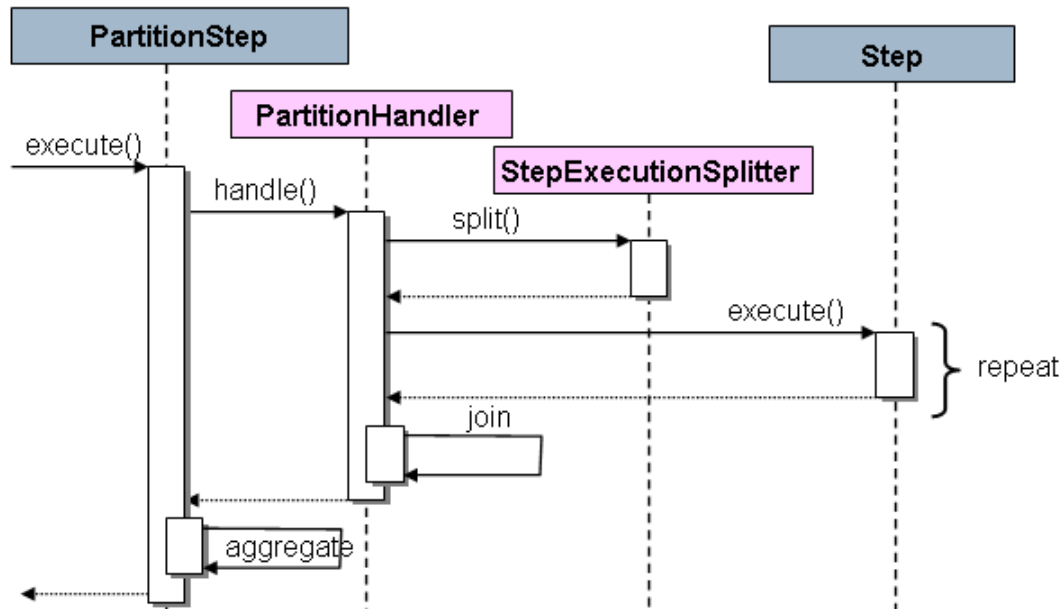 PartitionStep
Step
PartitionHandler
execute()
StepExecutionSplitter
handle()
split()
execute()
repeat
join
aggregate